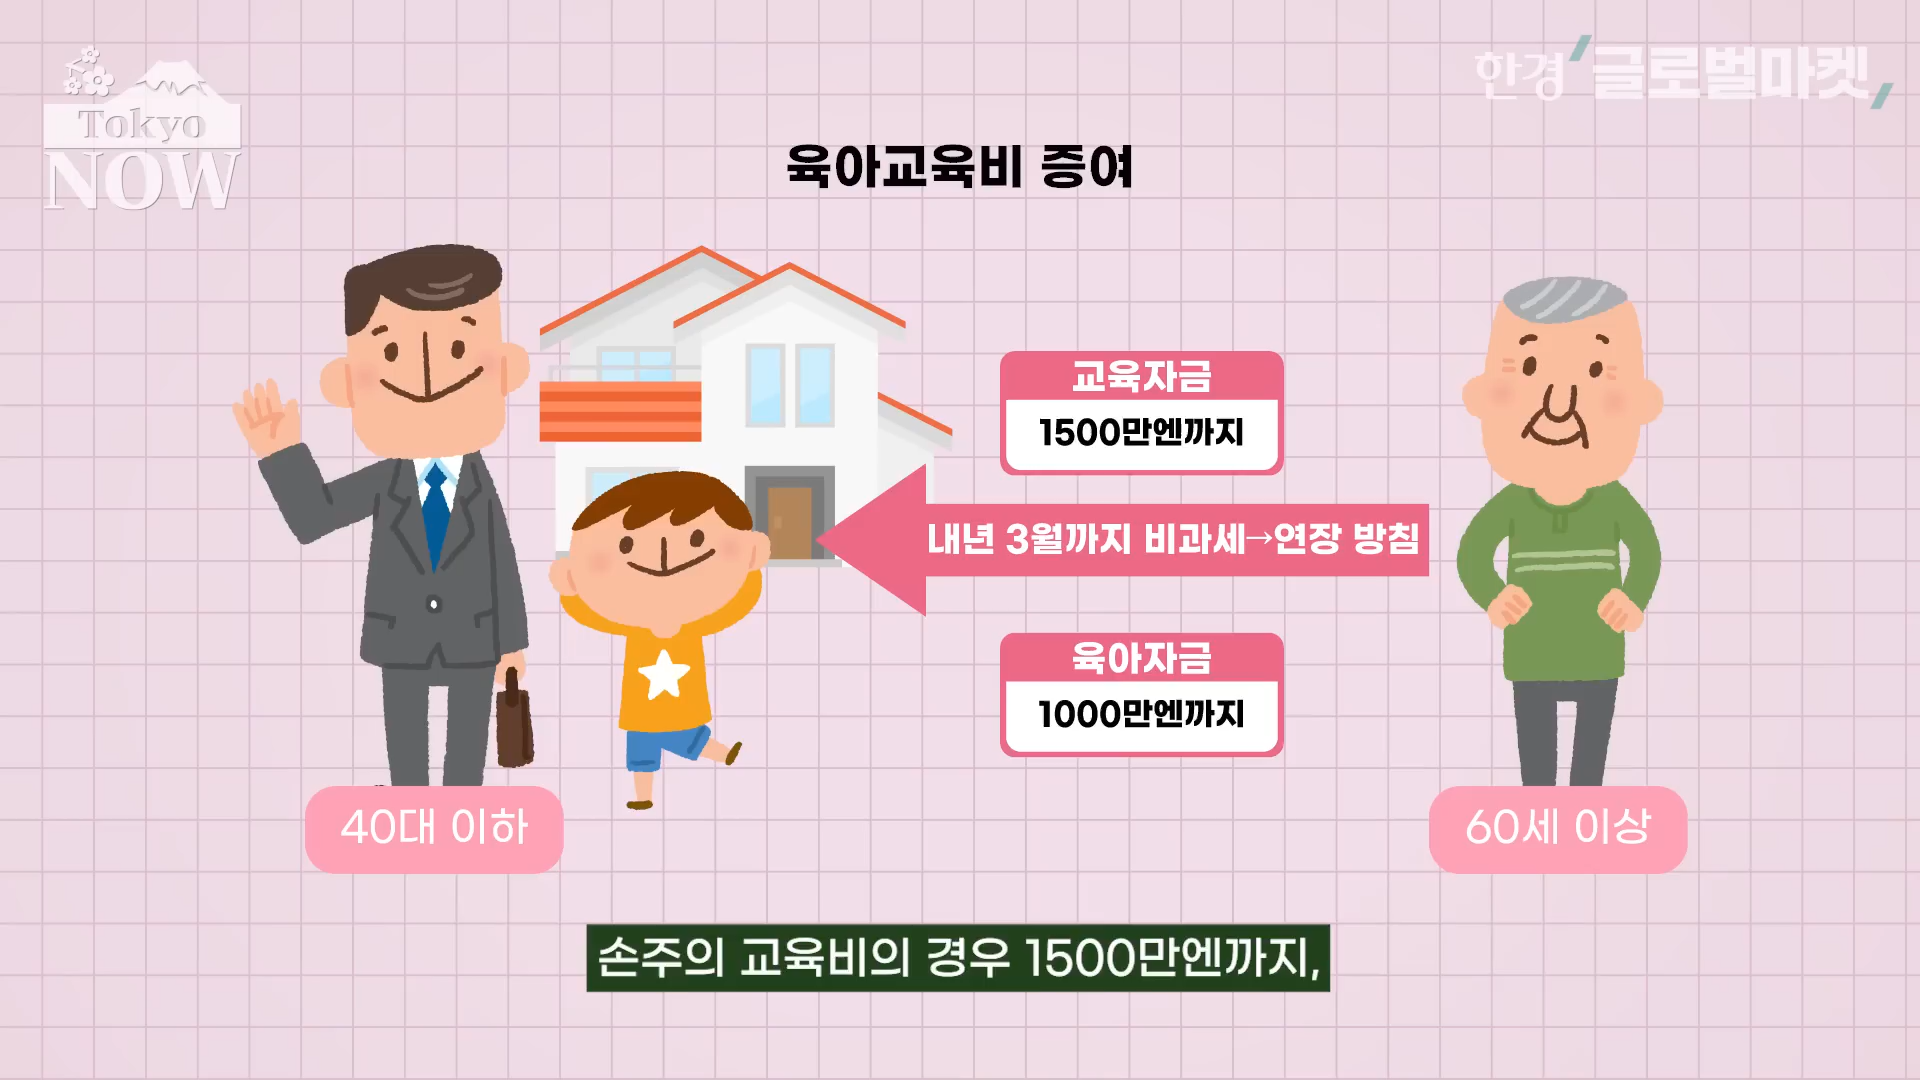 Tokyo
NOW
한경 글로벌마켓
육아교육비 증여
교육자금
1500만엔까지
내년 3월까지 비과세→연장 방침
육아자금
1000만엔까지
40대 이하
60세 이상
손주의 교육비의 경우 1500만엔까지,